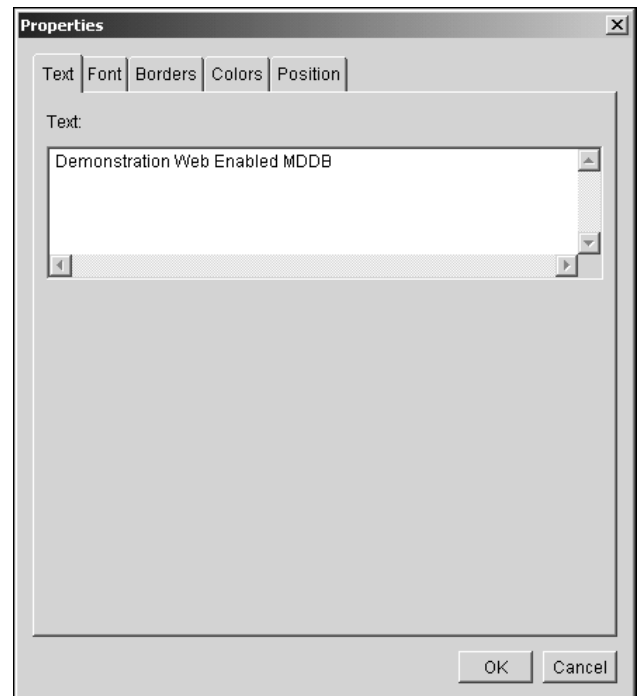 Properties
Text Font Borders Colors Position
Text:
Demonstration Web Enabled MDDB
OK Cancel